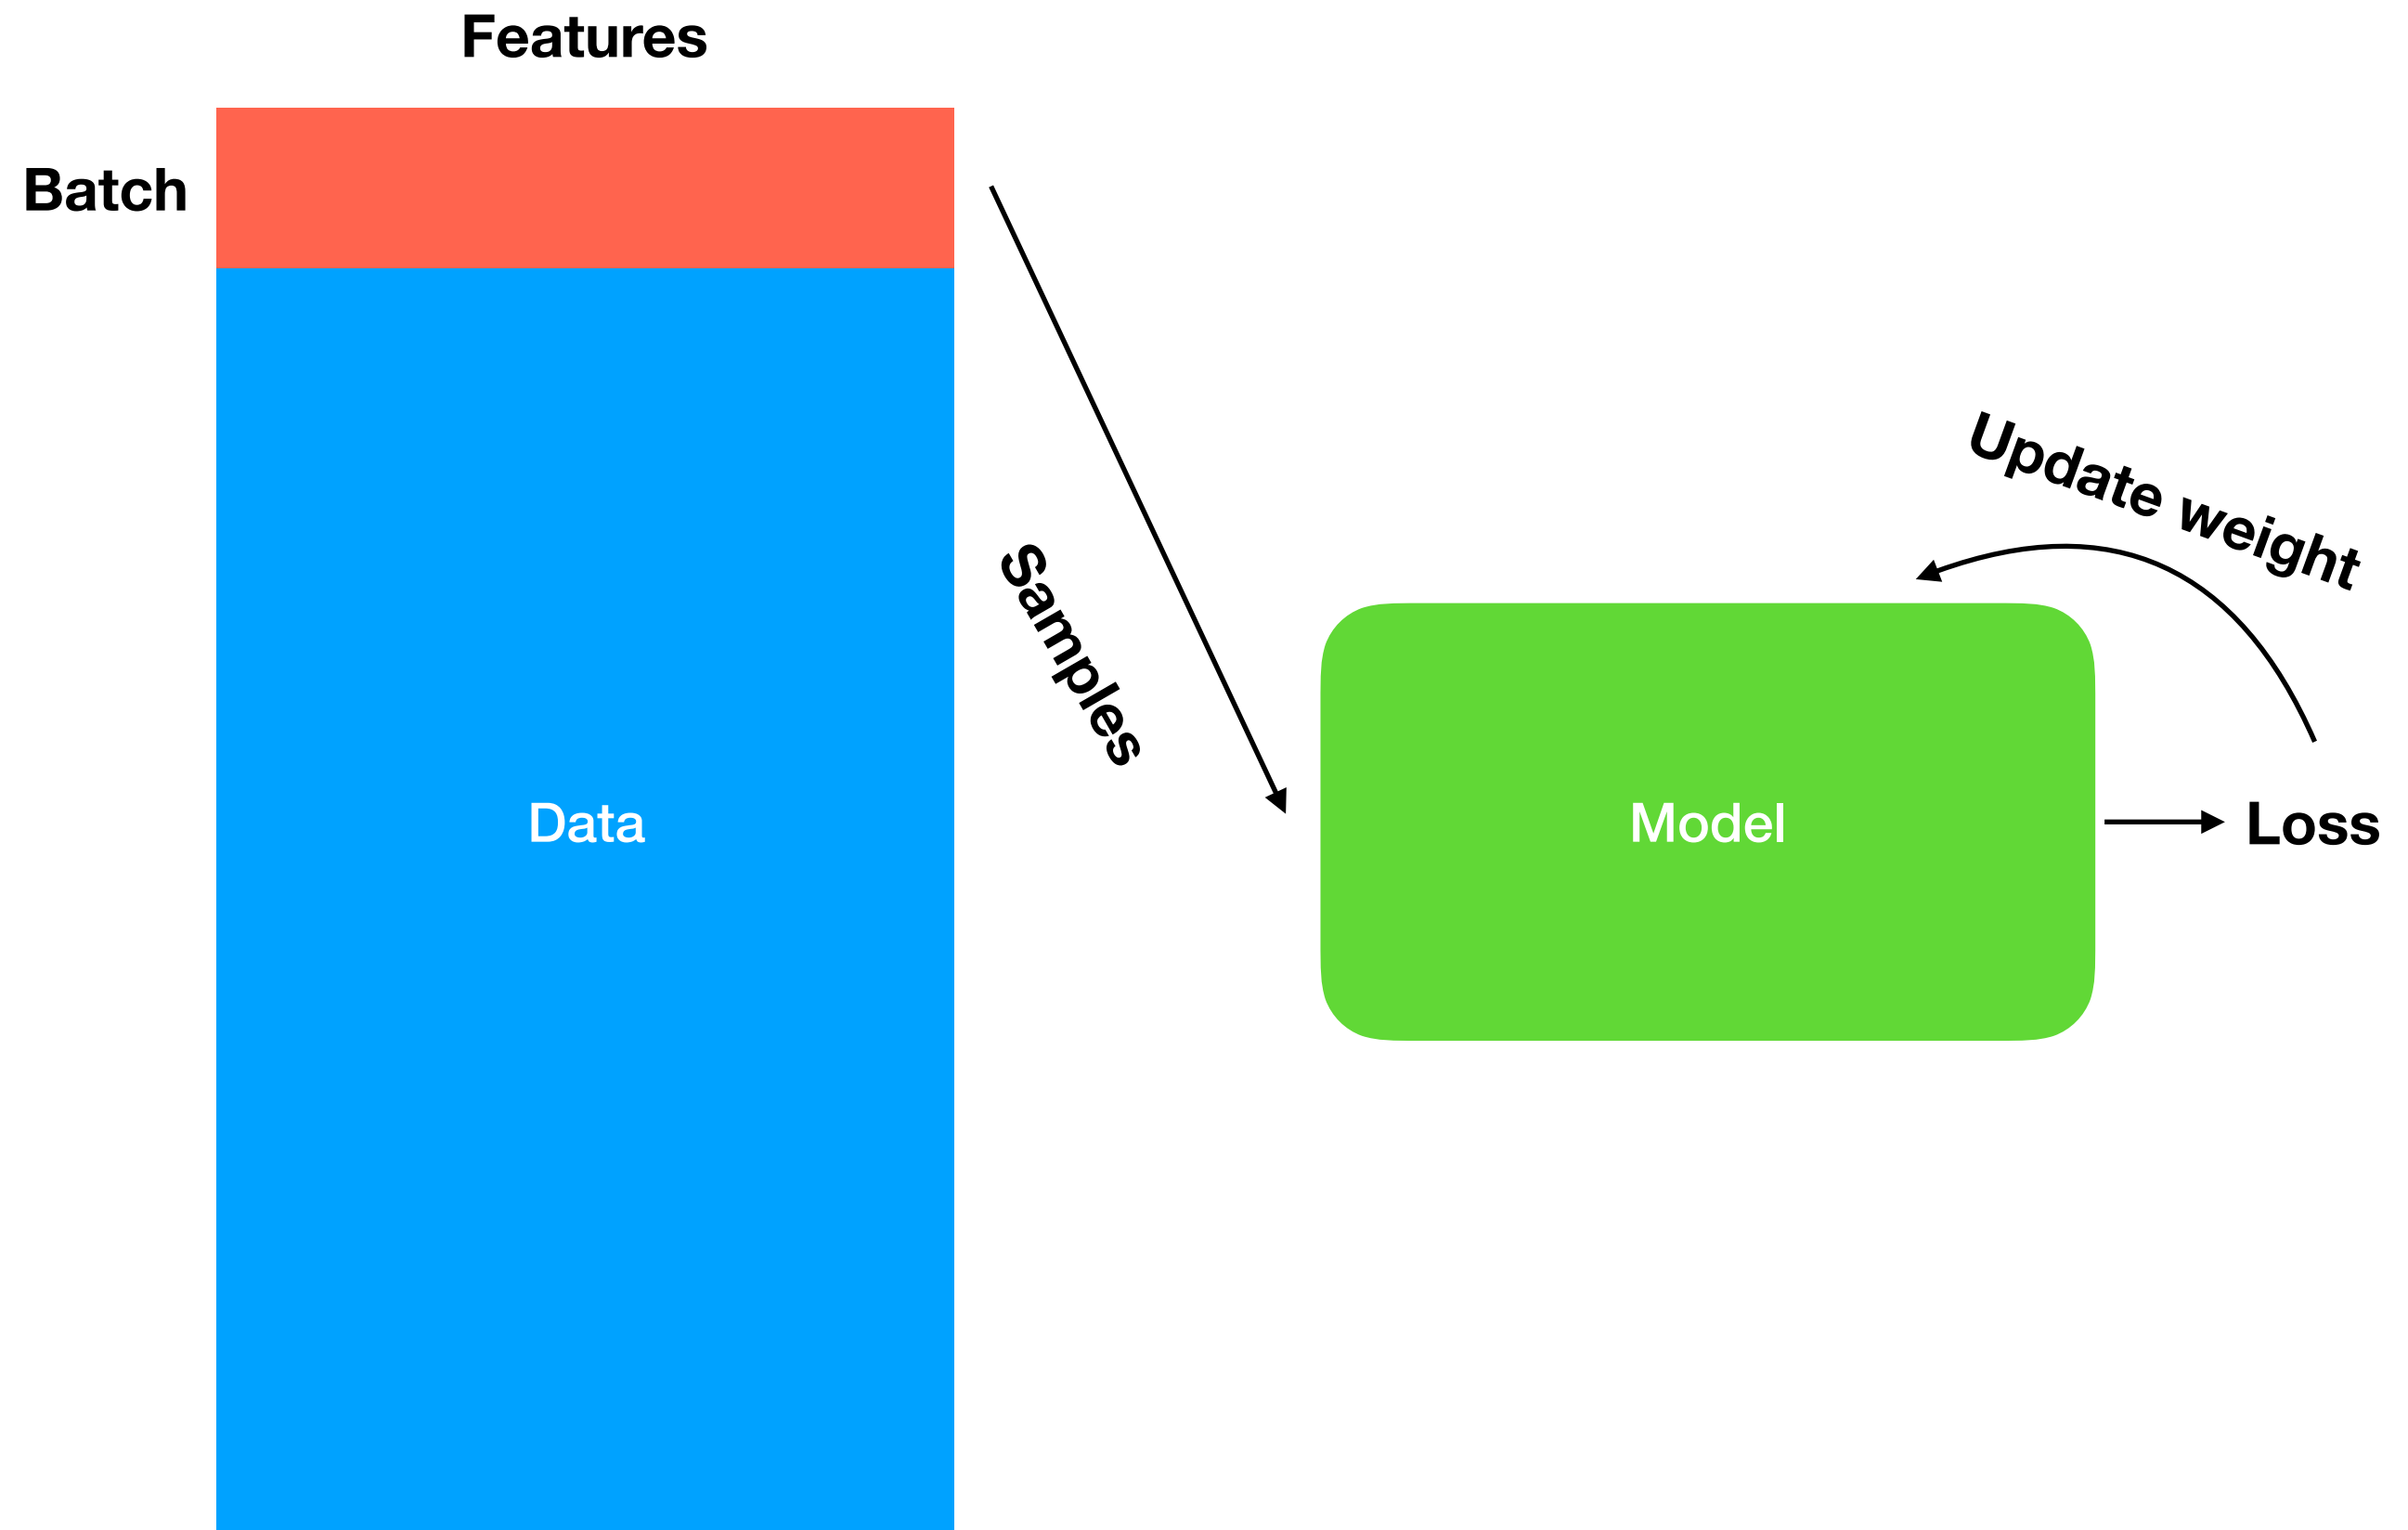 Features
Batch
Update weight
Samples
Data
Model
Loss